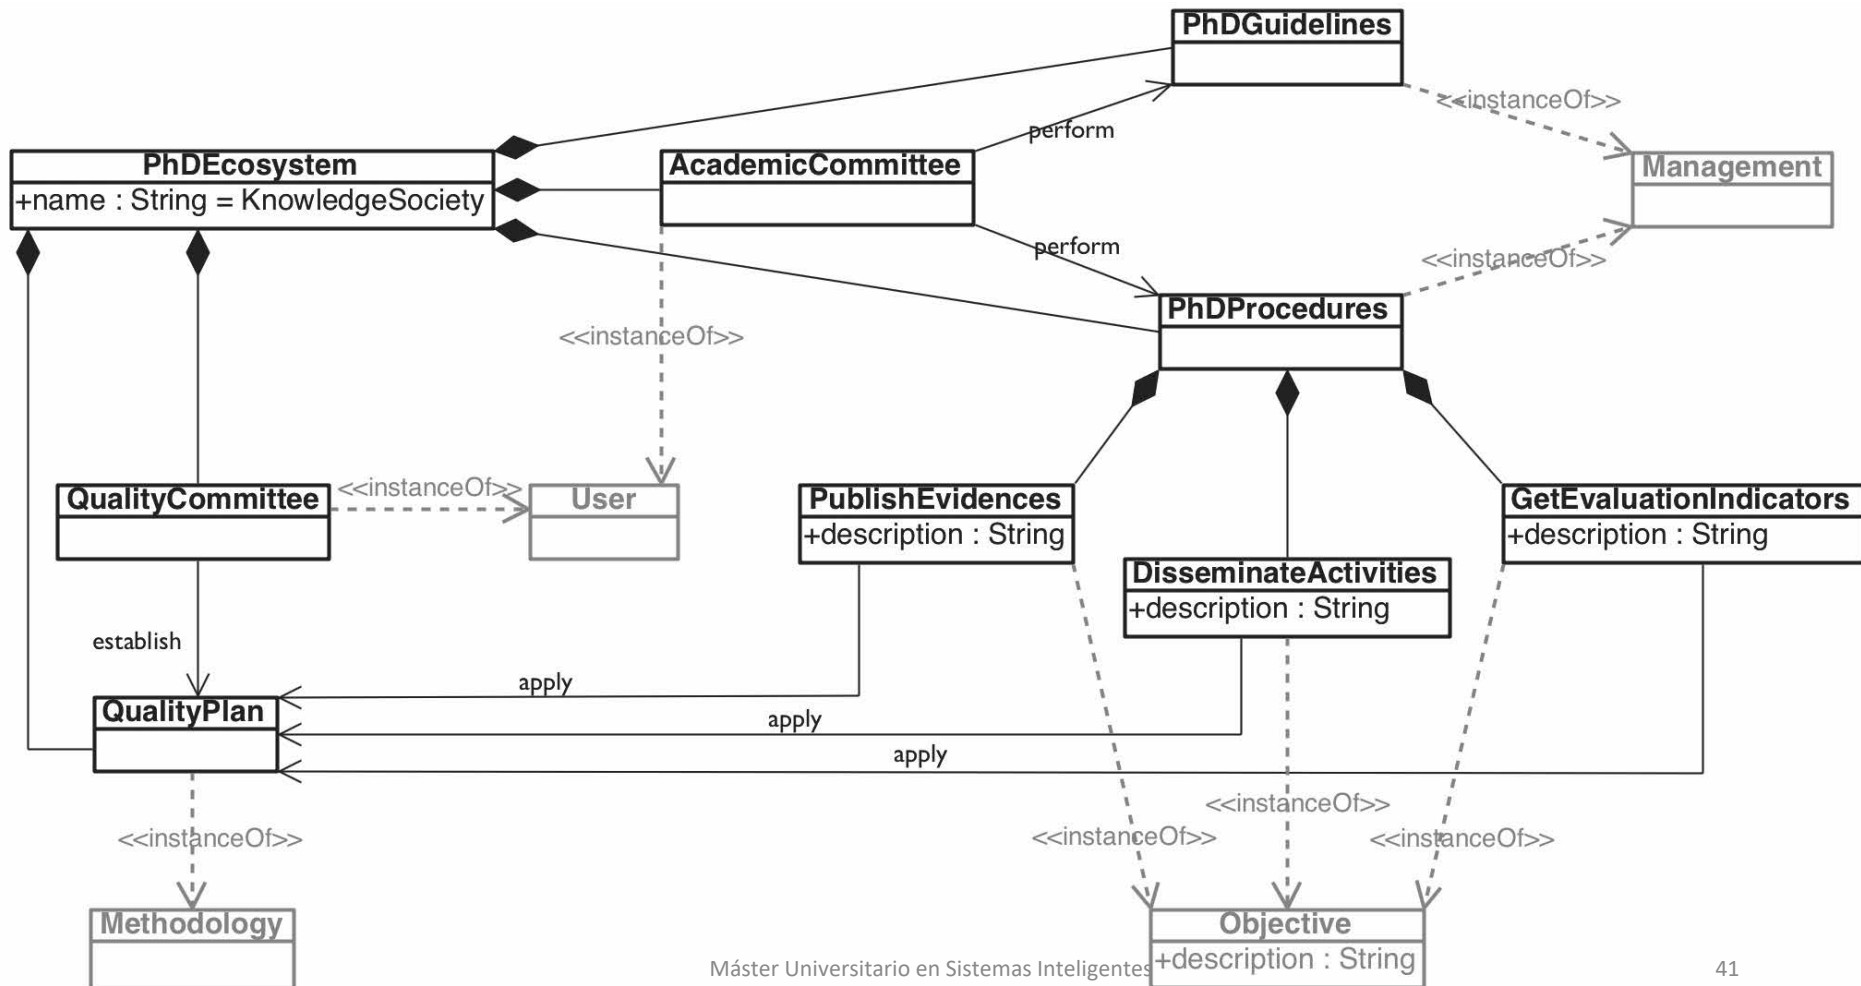 PhDGuidelines
<<instanceOf>>
perform
PhDEcosystem
+name : String = KnowledgeSociety
AcademicCommittee
Management
perform
<<instanceOf>>
PhDProcedures
<<instanceOf>>
QualityCommittee
<<instanceOf>>
User
PublishEvidences
+description : String
GetEvaluationIndicators
+description : String
DisseminateActivities
+description : String
establish
apply
QualityPlan
apply
apply
<<instanceOf>>
<<instanceOf>>
<<instanceOf>>
<<instanceOf>>
Methodology
Objective
+description : String
Máster Universitario en Sistemas Inteligentes
41